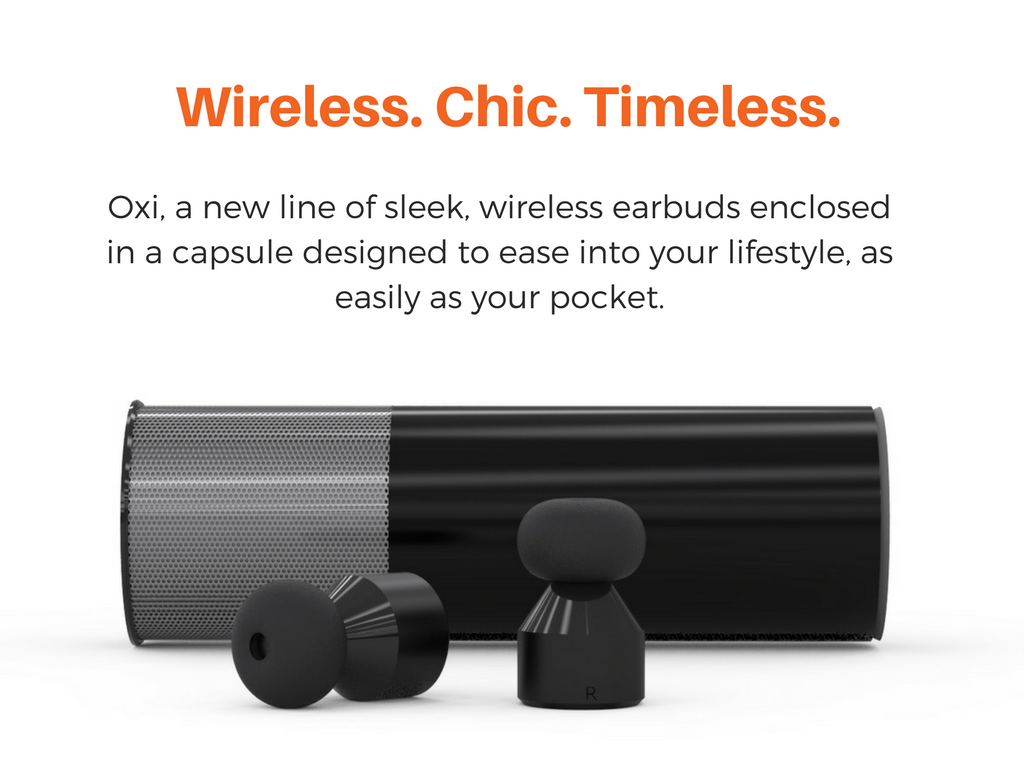 Wireless. Chic. Timeless.
Oxi, a new line of sleek, wireless earbuds enclosed
in a capsule designed to ease into your lifestyle, as
easily as your pocket.
R